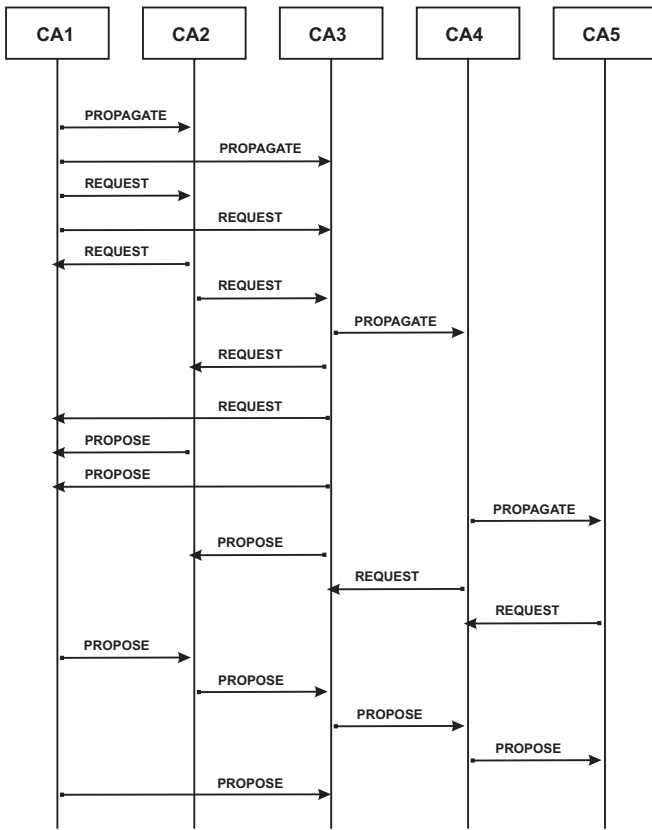 CA1 CA2 CA3 CA4 CA5
PROPAGATE
PROPAGATE
REQUEST
REQUEST
REQUEST
REQUEST
PROPAGATE
REQUEST
REQUEST
PROPOSE
PROPOSE
PROPAGATE
PROPOSE
REQUEST
REQUEST
PROPOSE
PROPOSE
PROPOSE
PROPOSE
PROPOSE